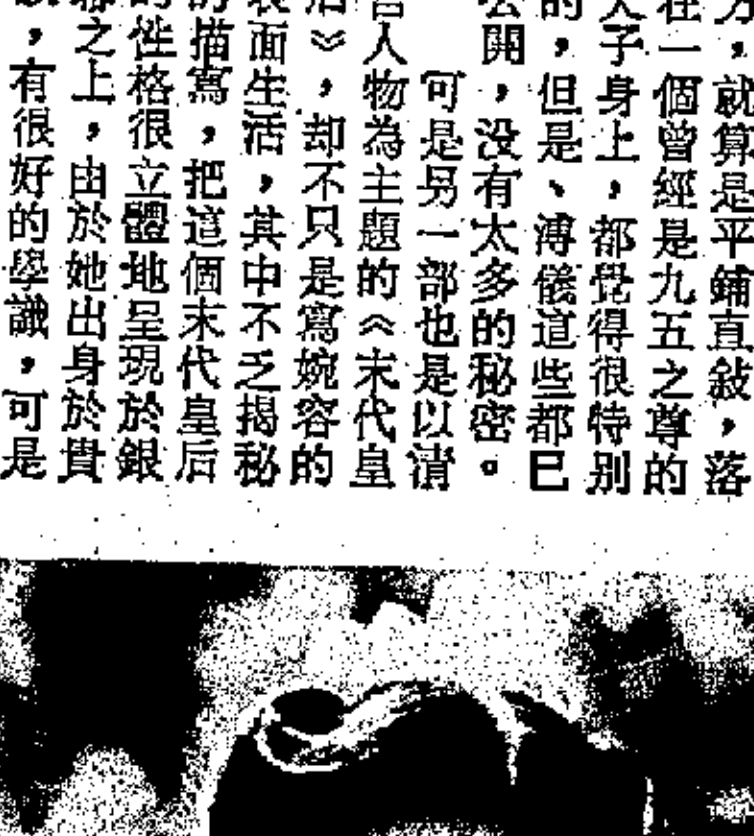 方，就算是平鋪直敍，落
在一個曾經是九五之尊的
天子身上，都覺得很特別
的，但是、溥儀這些都巳
公開，没有太多的秘密。
可是另一部也是以清
宮人物為主題的《末代皇
后》，却不只是寫婉容的
表面生活，其中不乏揭秘
的描寫，把這個末代皇后
的性格很立體地呈現於銀
幕之上，由於她出身於貴
，有很好的學識，可是